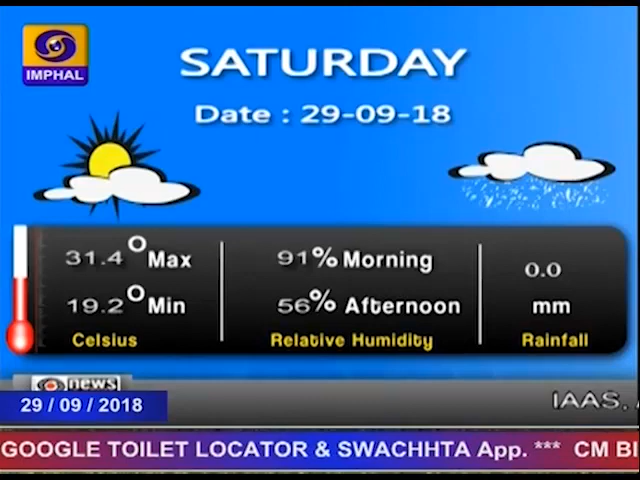 IMPHAL
SATURDAY
Date : 29-09-18
31.4° Max
19.2° Min
Celsius
91% Morning
56% Afternoon
Relative Humidity
0.0
mm
Rainfall
news
29 / 09 / 2018
IAAS,
GOOGLE TOILET LOCATOR & SWACHHTA App. *** CM